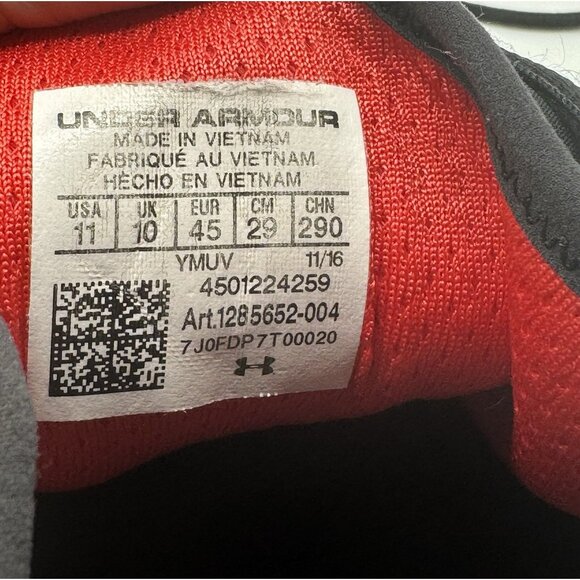 UNDER ARMOUR
MADE IN VIETNAM
FABRIQUÉ AU VIETNAM
HECHO EN VIETNAM
USA UK EUR CM CHN
11 10 45 29 290
YMUV 11/16
4501224259
Art.1285652-004
7J0FDP7T00020